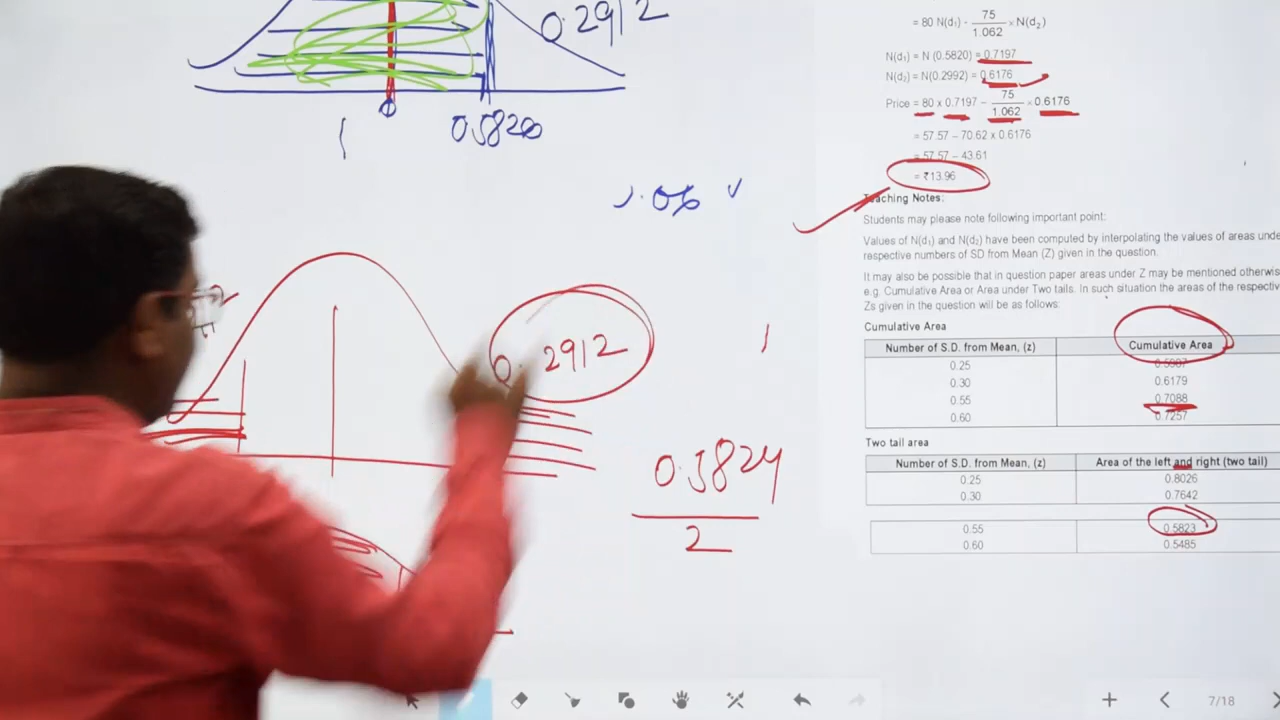 0.2912
0.5820
1.06
0.2912
0.5824
2
= 80 N(d₁) - 75/1.062 × N(d₂)
N(d₁) = N (0.5820) = 0.7197
N(d₂) = N(0.2992) = 0.6176
Price = 80 x 0.7197 − 75/1.062 × 0.6176
= 57.57 − 70.62 x 0.6176
= 57.57 − 43.61
= ₹13.96
Teaching Notes:
Students may please note following important point:
Values of N(d₁) and N(d₂) have been computed by interpolating the values of areas unde
respective numbers of SD from Mean (Z) given in the question.
It may also be possible that in question paper areas under Z may be mentioned otherwis
e.g. Cumulative Area or Area under Two tails. In such situation the areas of the respectiv
Zs given in the question will be as follows:
Cumulative Area
Number of S.D. from Mean, (z) Cumulative Area
0.25 0.5987
0.30 0.6179
0.55 0.7088
0.60 0.7257
Two tail area
Number of S.D. from Mean, (z) Area of the left and right (two tail)
0.25 0.8026
0.30 0.7642
0.55 0.5823
0.60 0.5485
7/18